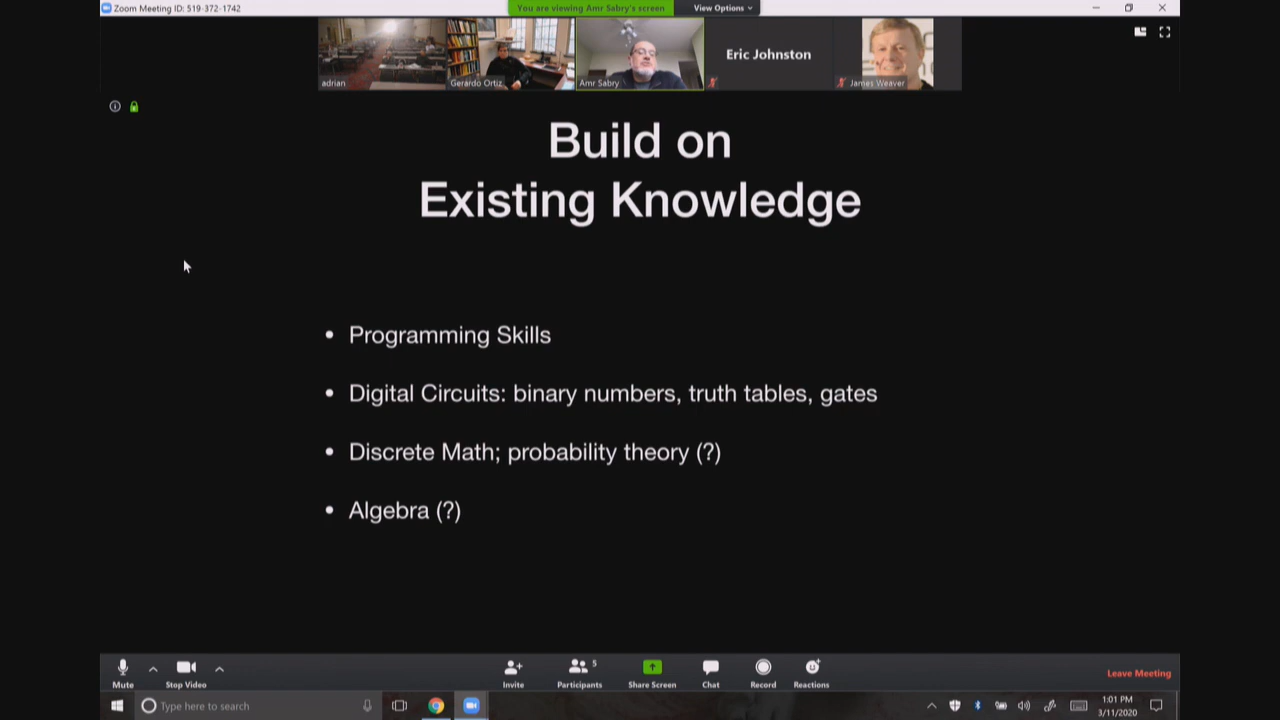 Zoom Meeting ID: 519-372-1742
You are viewing Amr Sabry's screen
View Options
adrian
Gerardo Ortiz
Amr Sabry
Eric Johnston
James Weaver
Build on
Existing Knowledge
• Programming Skills
• Digital Circuits: binary numbers, truth tables, gates
• Discrete Math; probability theory (?)
• Algebra (?)
Mute
Stop Video
Invite
5
Participants
Share Screen
Chat
Record
Reactions
Leave Meeting
Type here to search
1:01 PM
3/11/2020